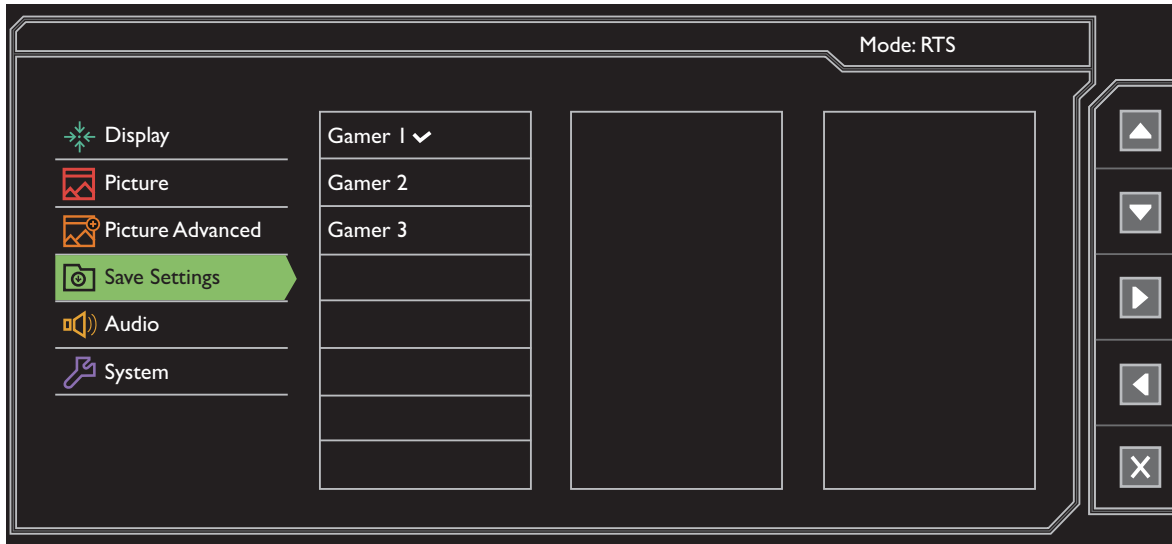 Mode: RTS
Display
Picture
Picture Advanced
Save Settings
Audio
System
Gamer 1
Gamer 2
Gamer 3